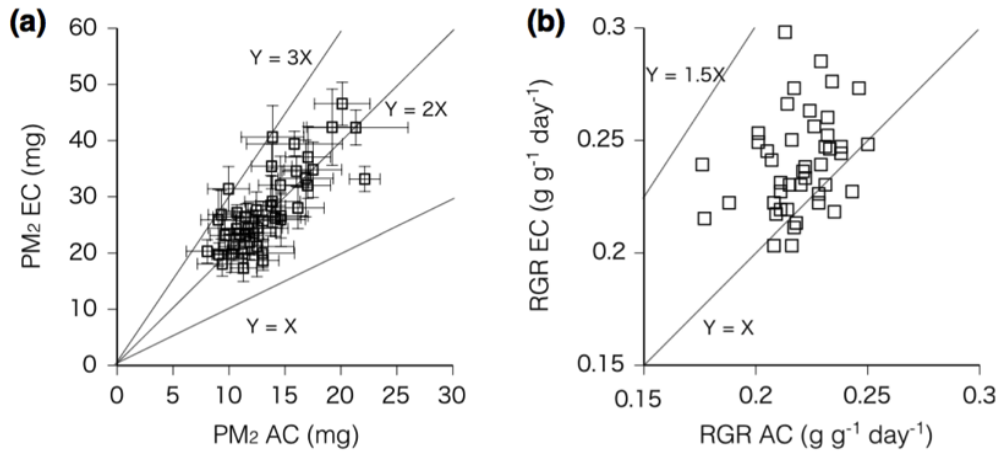 (a)
PM2 EC (mg)
60
50
40
30
20
10
0
Y = 3X
Y = 2X
Y = X
0 5 10 15 20 25 30
PM2 AC (mg)
(b)
RGR EC (g g-1 day-1)
0.3
0.25
0.2
0.15
Y = 1.5X
Y = X
0.15 0.2 0.25 0.3
RGR AC (g g-1 day-1)